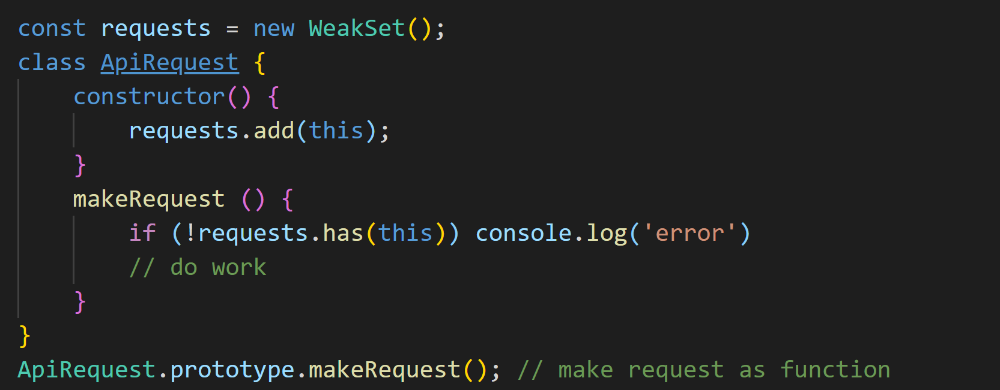 const requests = new WeakSet();
class ApiRequest {
    constructor() {
        requests.add(this);
    }
    makeRequest () {
        if (!requests.has(this)) console.log('error')
        // do work
    }
}
ApiRequest.prototype.makeRequest(); // make request as function